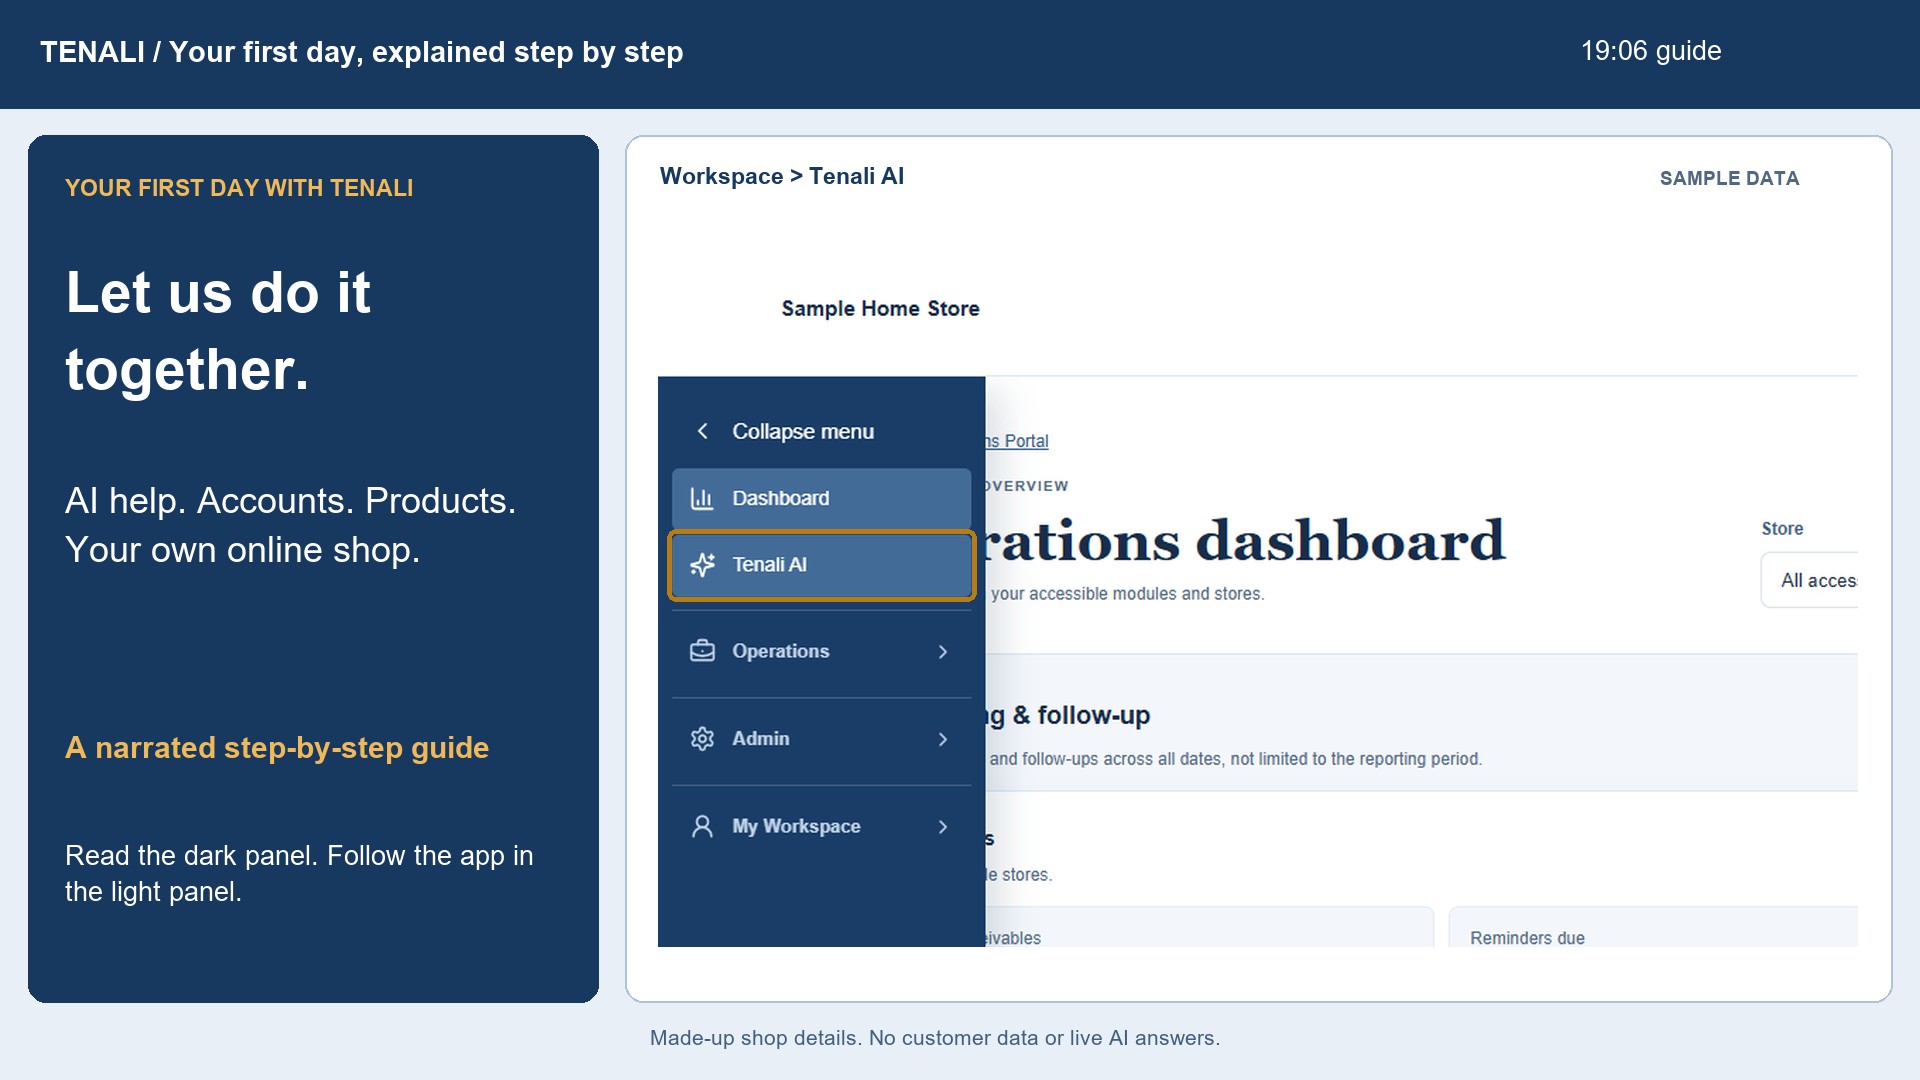 TENALI / Your first day, explained step by step
19:06 guide
YOUR FIRST DAY WITH TENALI
Let us do it
together.
AI help. Accounts. Products.
Your own online shop.
A narrated step-by-step guide
Read the dark panel. Follow the app in
the light panel.
Workspace > Tenali AI
SAMPLE DATA
Sample Home Store
Collapse menu
Dashboard
Tenali AI
Operations
Admin
My Workspace
Portal
OVERVIEW
rations dashboard
your accessible modules and stores.
Store
All acces
& follow-up
and follow-ups across all dates, not limited to the reporting period.
stores.
eivables
Reminders due
Made-up shop details. No customer data or live AI answers.